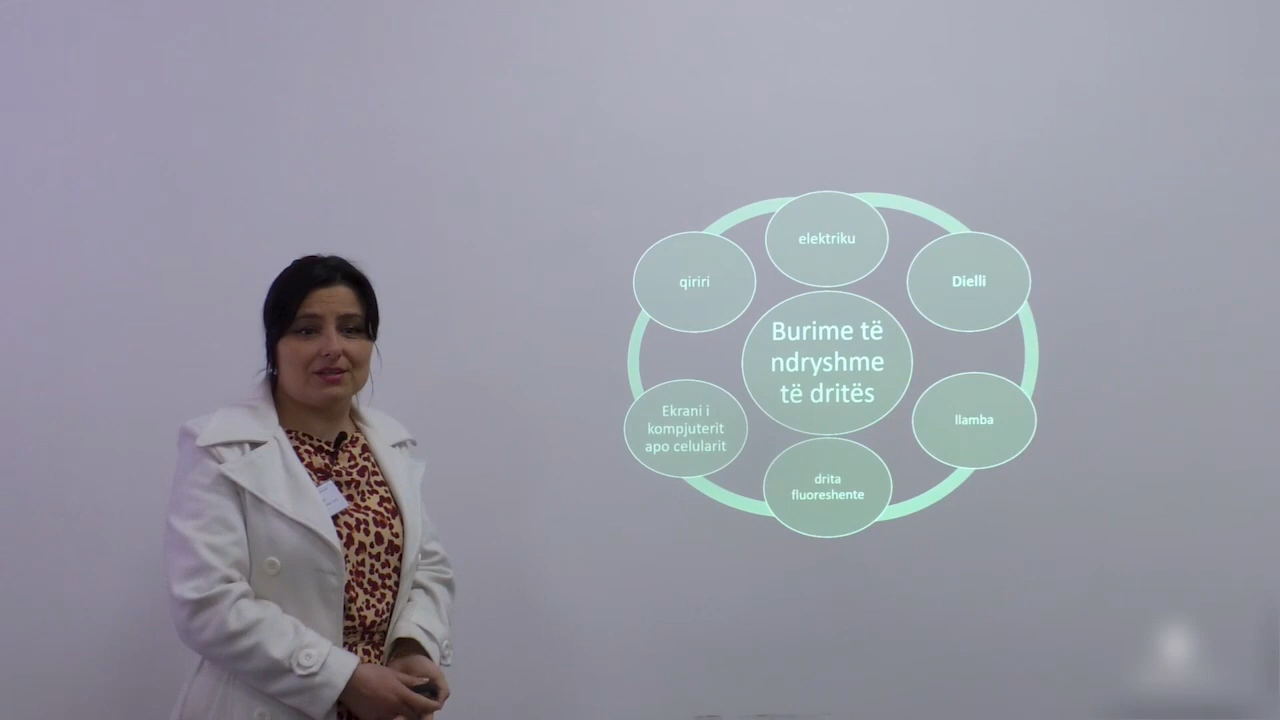 elektriku
qiriri
Dielli
Burime të
ndryshme
të dritës
Ekrani i
kompjuterit
apo celularit
llamba
drita
fluoreshente